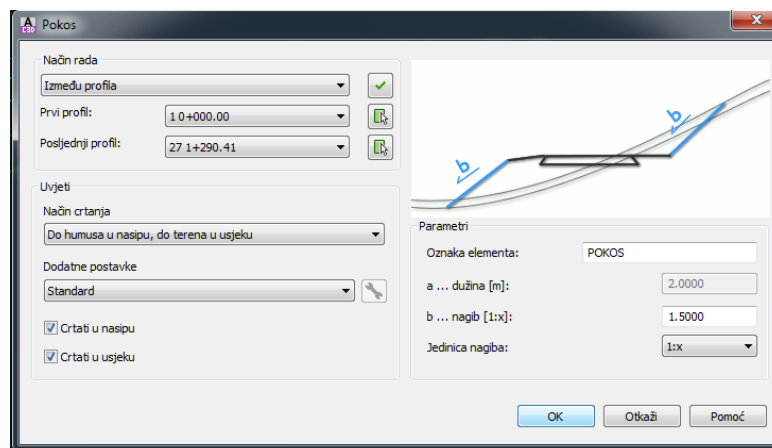 A
C3D
Pokos
Način rada
Između profila
Prvi profil:
1 0+000.00
Posljednji profil:
27 1+290.41
Uvjeti
Način crtanja
Do humusa u nasipu, do terena u usjeku
Dodatne postavke
Standard
Crtati u nasipu
Crtati u usjeku
b
b
Parametri
Oznaka elementa:
POKOS
a ... dužina [m]:
2.0000
b ... nagib [1:x]:
1.5000
Jedinica nagiba:
1:x
OK
Otkaži
Pomoć